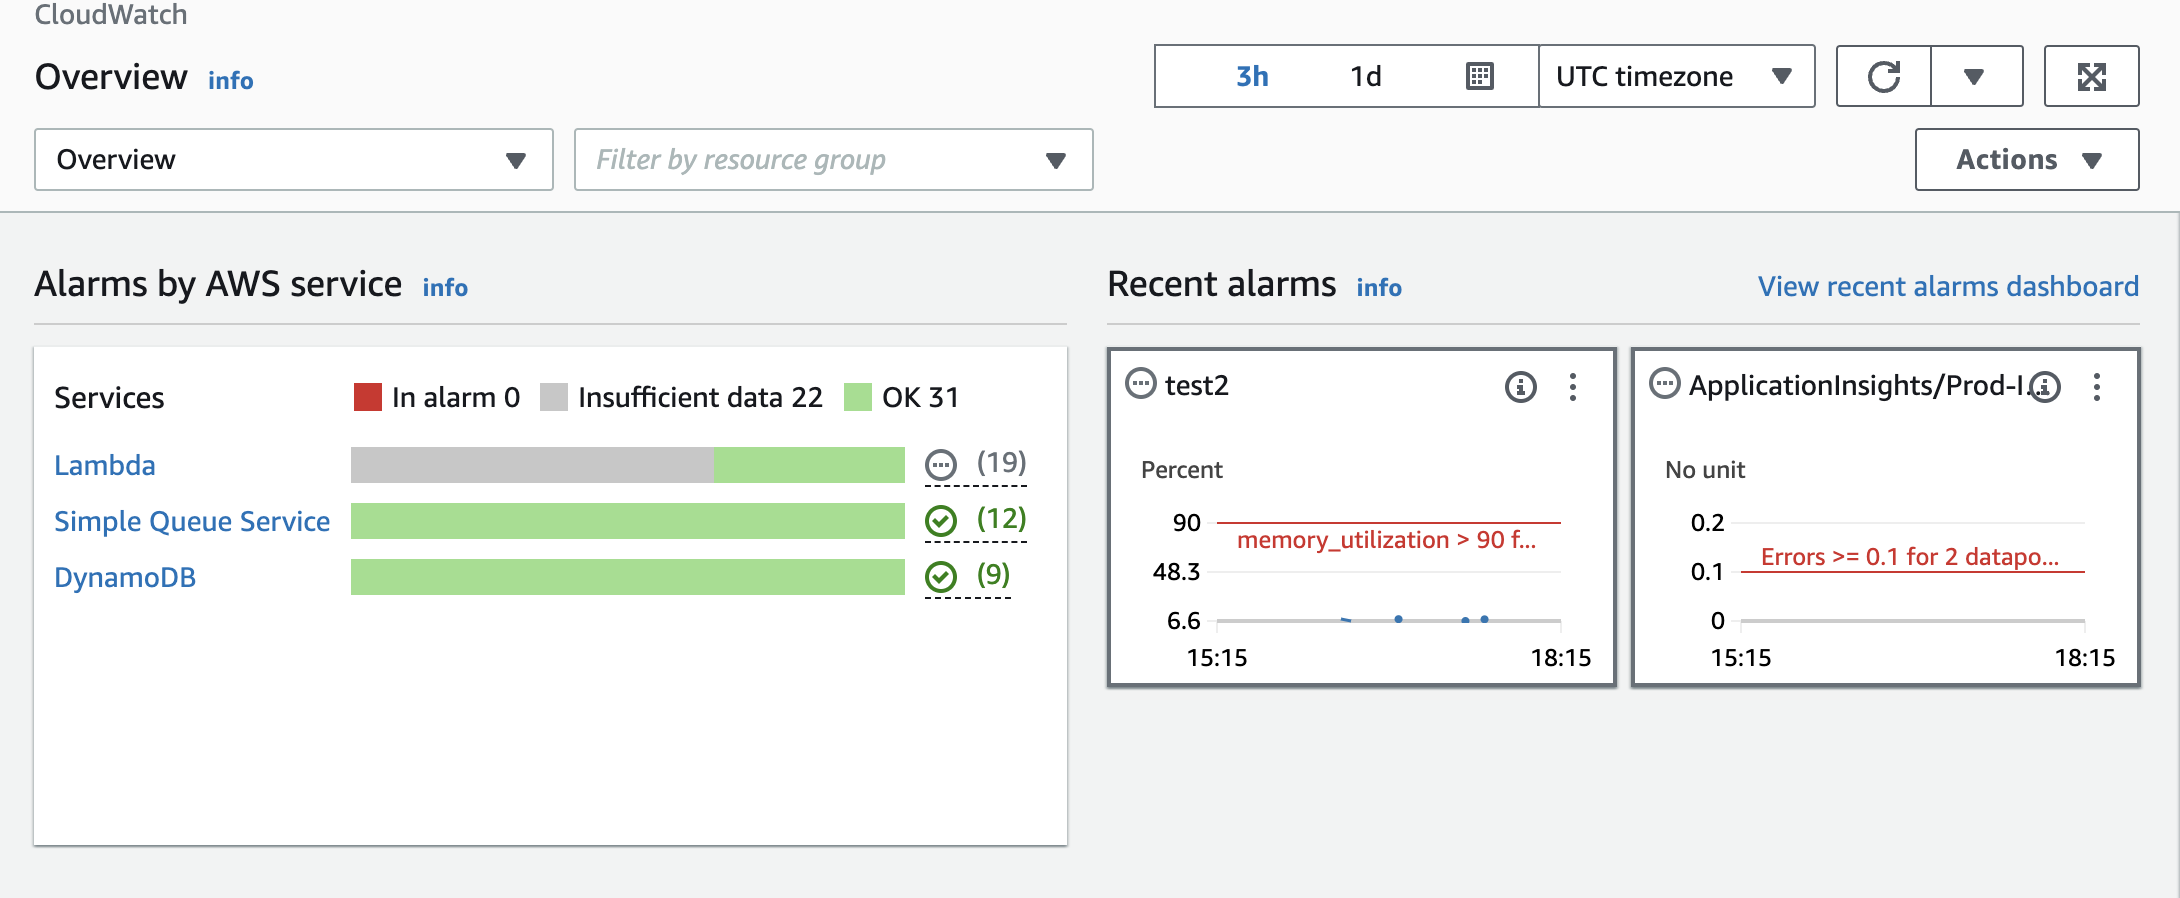 CloudWatch
Overview info
3h 1d UTC timezone
Overview Filter by resource group Actions
Alarms by AWS service info
Services In alarm 0 Insufficient data 22 OK 31
Lambda (19)
Simple Queue Service (12)
DynamoDB (9)
Recent alarms info View recent alarms dashboard
test2
Percent
90
memory_utilization > 90 f...
48.3
6.6
15:15 18:15
ApplicationInsights/Prod-I...
No unit
0.2
Errors >= 0.1 for 2 datapo...
0.1
0
15:15 18:15